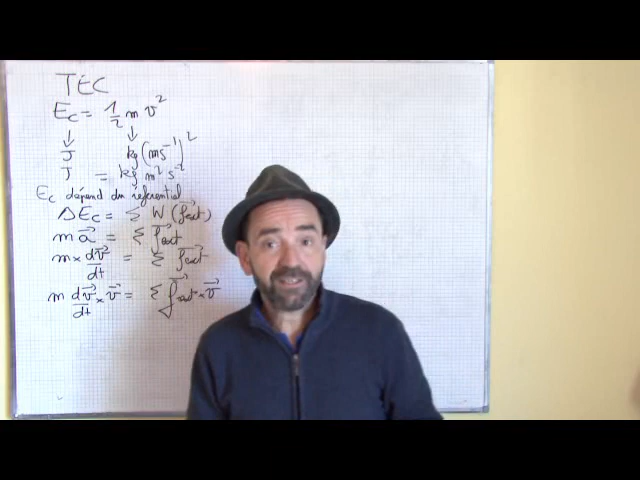 TEC
Ec = 1/2 m v²
↓ ↓
J kg(ms⁻¹)²
J = kg m² s⁻²
Ec dépend du référentiel
ΔEc = Σ W(f⃗ext)
m a⃗ = Σ f⃗ext
m × dv⃗/dt = Σ f⃗ext
m dv⃗/dt × v⃗ = Σ f⃗ext × v⃗